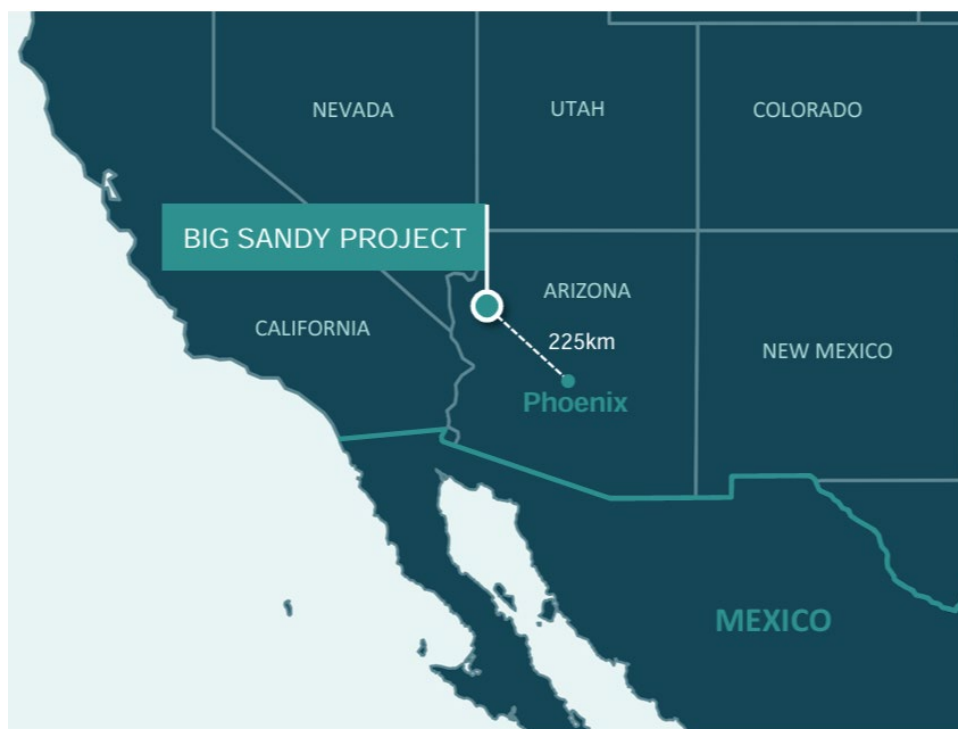 NEVADA
UTAH
COLORADO
BIG SANDY PROJECT
ARIZONA
CALIFORNIA
225km
NEW MEXICO
Phoenix
MEXICO